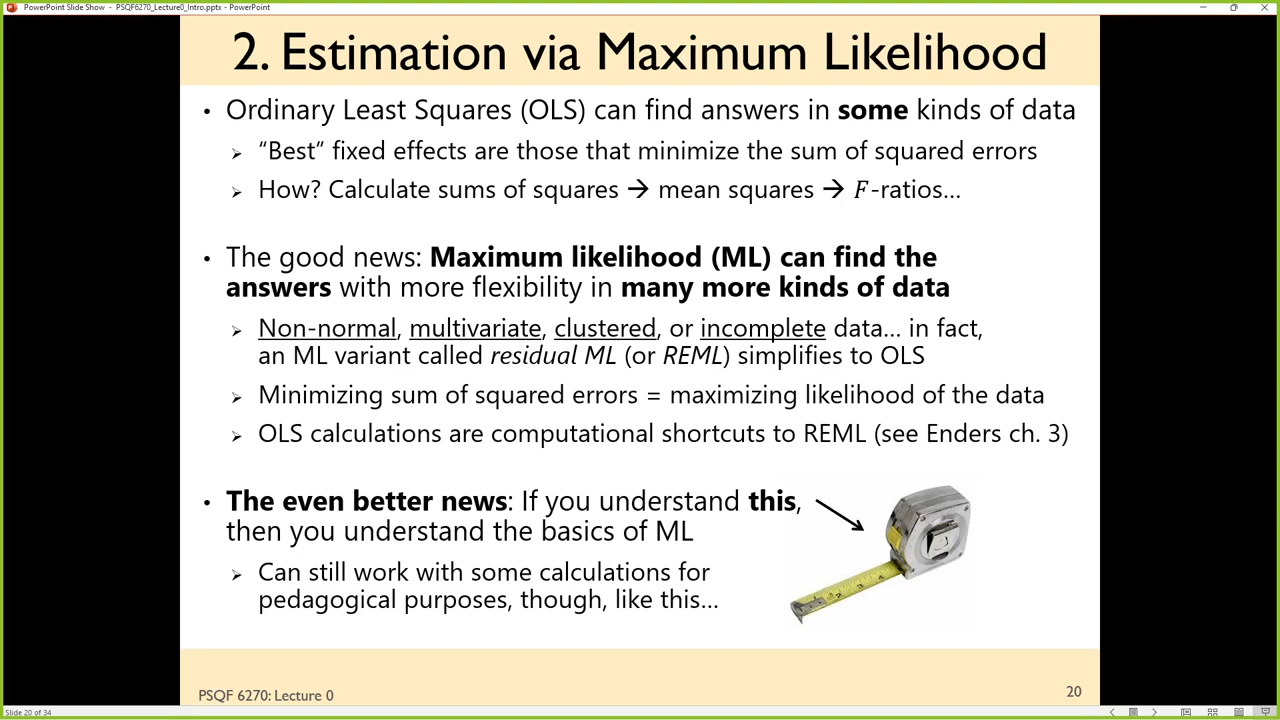 PowerPoint Slide Show - PSQF6270_Lecture0_Intro.pptx - PowerPoint
2. Estimation via Maximum Likelihood
• Ordinary Least Squares (OLS) can find answers in some kinds of data
➢ “Best” fixed effects are those that minimize the sum of squared errors
➢ How? Calculate sums of squares → mean squares → F-ratios…
• The good news: Maximum likelihood (ML) can find the
answers with more flexibility in many more kinds of data
➢ Non-normal, multivariate, clustered, or incomplete data… in fact,
an ML variant called residual ML (or REML) simplifies to OLS
➢ Minimizing sum of squared errors = maximizing likelihood of the data
➢ OLS calculations are computational shortcuts to REML (see Enders ch. 3)
• The even better news: If you understand this,
then you understand the basics of ML
➢ Can still work with some calculations for
pedagogical purposes, though, like this…
2 3 4
PSQF 6270: Lecture 0
20
Slide 20 of 34